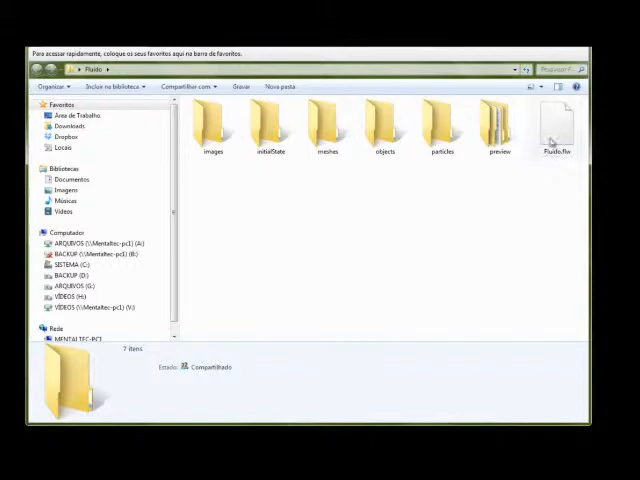 Para acessar rapidamente, coloque os seus favoritos aqui na barra de favoritos.
Fluido
Pesquisar F...
Organizar
Incluir na biblioteca
Compartilhar com
Gravar
Nova pasta
Favoritos
Área de Trabalho
Downloads
Dropbox
Locais
Bibliotecas
Documentos
Imagens
Músicas
Vídeos
Computador
ARQUIVOS (\\Mentaltec-pc1) (A:)
BACKUP (\\Mentaltec-pc1) (B:)
SISTEMA (C:)
BACKUP (D:)
ARQUIVOS (G:)
VÍDEOS (H:)
VÍDEOS (\\Mentaltec-pc1) (V:)
Rede
MENTALTEC-PC1
images
initialState
meshes
objects
particles
preview
Fluido.flw
7 itens
Estado:
Compartilhado